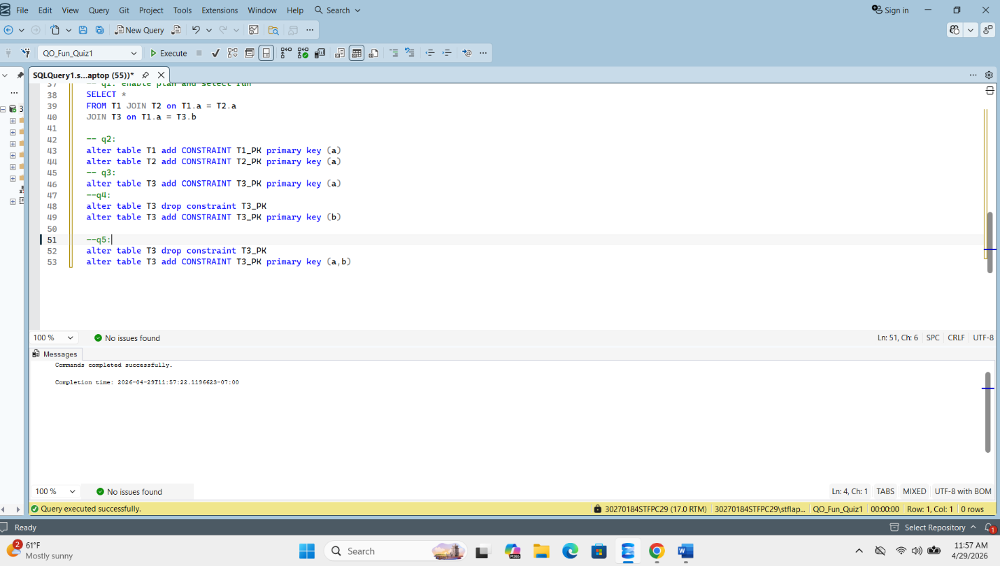 File Edit View Query Git Project Tools Extensions Window Help Search Sign in
New Query
QO_Fun_Quiz1 Execute
SQLQuery1.s...aptop (55))*
37 -- q1: enable plan and select run
38 SELECT *
39 FROM T1 JOIN T2 on T1.a = T2.a
40 JOIN T3 on T1.a = T3.b
41
42 -- q2:
43 alter table T1 add CONSTRAINT T1_PK primary key (a)
44 alter table T2 add CONSTRAINT T2_PK primary key (a)
45 -- q3:
46 alter table T3 add CONSTRAINT T3_PK primary key (a)
47 --q4:
48 alter table T3 drop constraint T3_PK
49 alter table T3 add CONSTRAINT T3_PK primary key (b)
50
51 --q5:
52 alter table T3 drop constraint T3_PK
53 alter table T3 add CONSTRAINT T3_PK primary key (a,b)
3
100 % No issues found Ln: 51, Ch: 6 SPC CRLF UTF-8
Messages
Commands completed successfully.
Completion time: 2026-04-29T11:57:22.1196623-07:00
100 % No issues found Ln: 4, Ch: 1 TABS MIXED UTF-8 with BOM
Query executed successfully. 30270184STFPC29 (17.0 RTM) 30270184STFPC29\stflap... QO_Fun_Quiz1 00:00:00 Row: 1, Col: 1 0 rows
Ready Select Repository 1
2 61°F Search M365 11:57 AM
Mostly sunny 4/29/2026